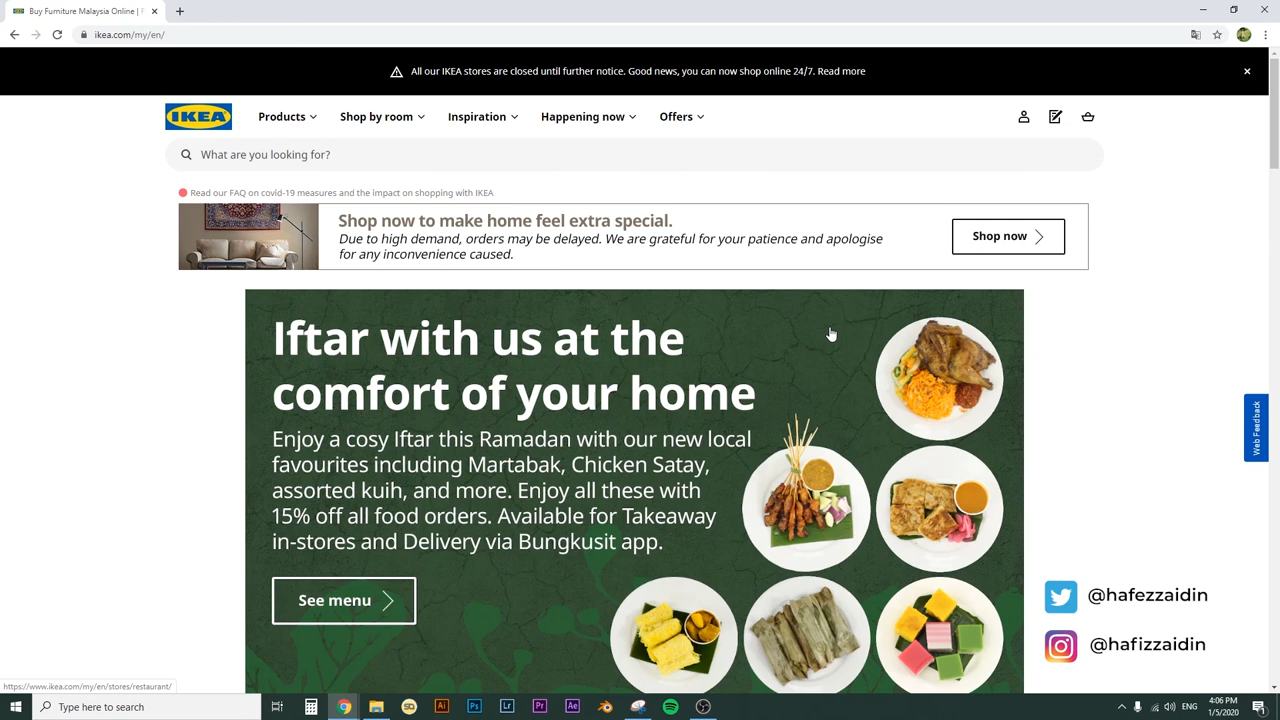 Buy Furniture Malaysia Online | F
ikea.com/my/en/
All our IKEA stores are closed until further notice. Good news, you can now shop online 24/7. Read more
IKEA
Products
Shop by room
Inspiration
Happening now
Offers
What are you looking for?
Read our FAQ on covid-19 measures and the impact on shopping with IKEA
Shop now to make home feel extra special.
Due to high demand, orders may be delayed. We are grateful for your patience and apologise
for any inconvenience caused.
Shop now
Iftar with us at the
comfort of your home
Enjoy a cosy Iftar this Ramadan with our new local
favourites including Martabak, Chicken Satay,
assorted kuih, and more. Enjoy all these with
15% off all food orders. Available for Takeaway
in-stores and Delivery via Bungkusit app.
See menu
Web Feedback
@hafezzaidin
@hafizzaidin
https://www.ikea.com/my/en/stores/restaurant/
Type here to search
Ai
Ps
Lr
Pr
Ae
ENG
4:06 PM
1/5/2020